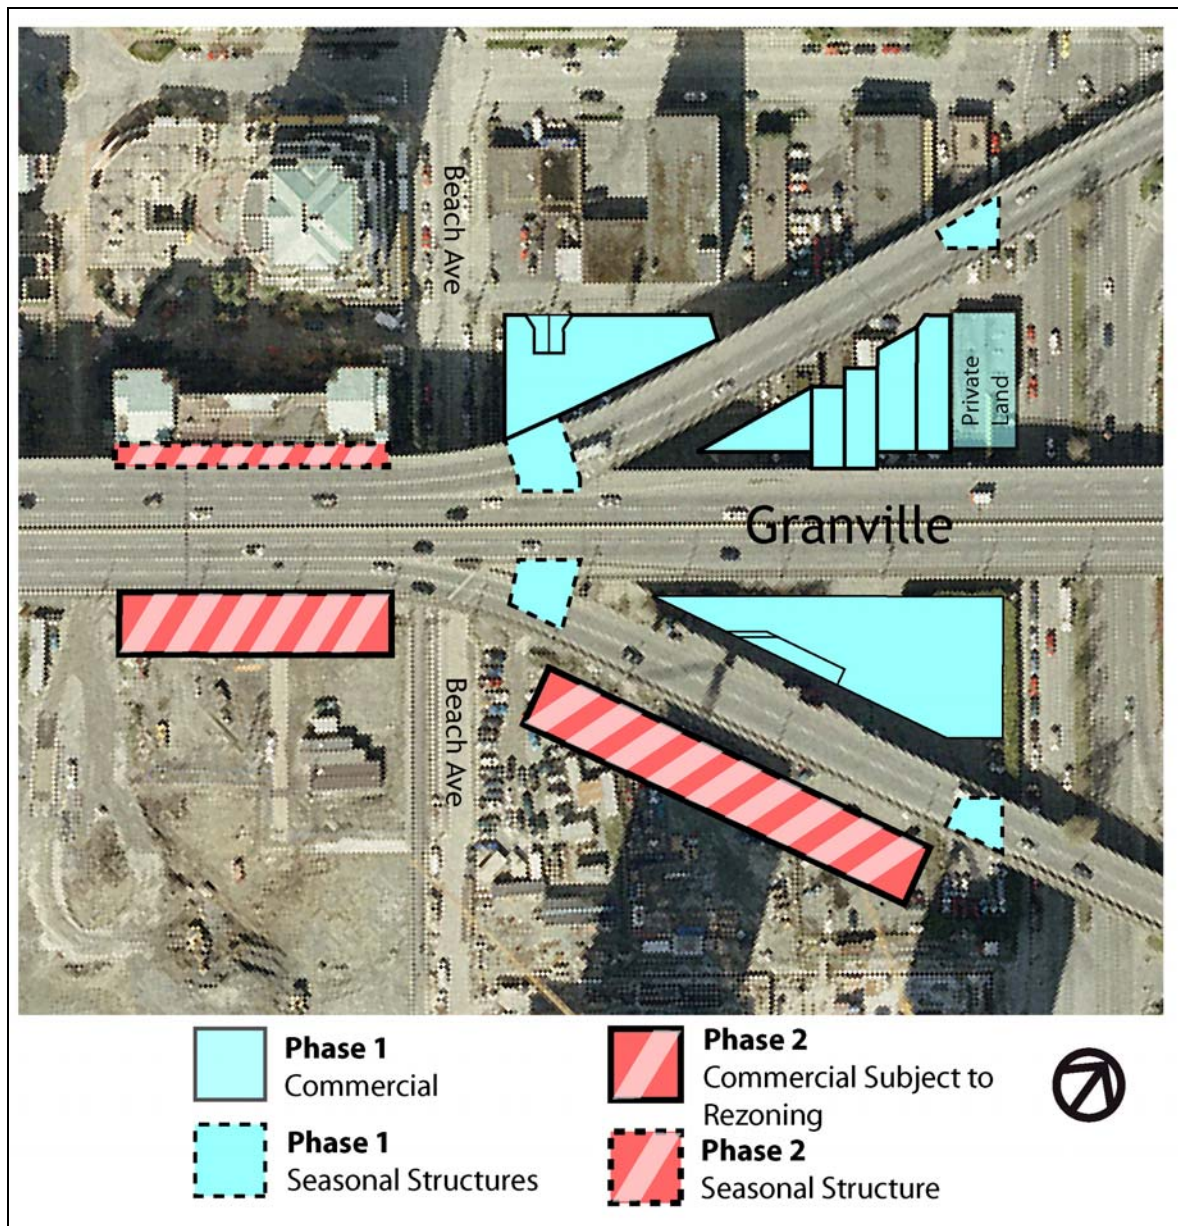 Beach Ave
Private
Land
Granville
Beach Ave
Phase 1
Commercial
Phase 1
Seasonal Structures
Phase 2
Commercial Subject to
Rezoning
Phase 2
Seasonal Structure